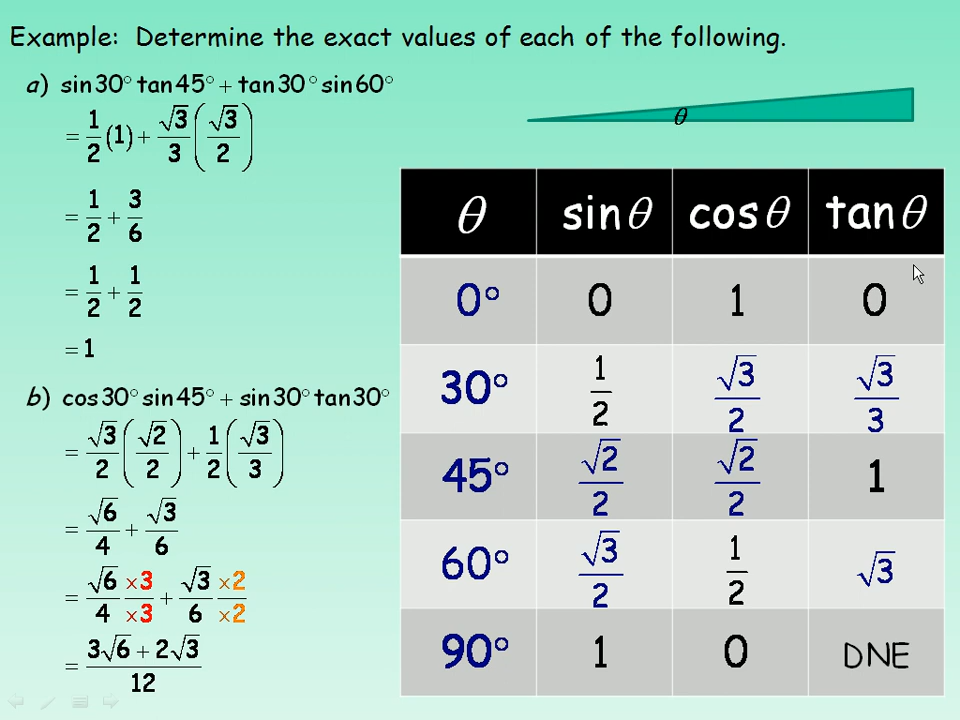 Example: Determine the exact values of each of the following.
a) sin30° tan45° + tan30° sin60°
= 1/2 (1) + √3/3 (√3/2)
= 1/2 + 3/6
= 1/2 + 1/2
= 1
b) cos30° sin45° + sin30° tan30°
= √3/2 (√2/2) + 1/2 (√3/3)
= √6/4 + √3/6
= √6/4 ×3/×3 + √3/6 ×2/×2
= (3√6 + 2√3)/12
θ
θ sinθ cosθ tanθ
0° 0 1 0
30° 1/2 √3/2 √3/3
45° √2/2 √2/2 1
60° √3/2 1/2 √3
90° 1 0 DNE